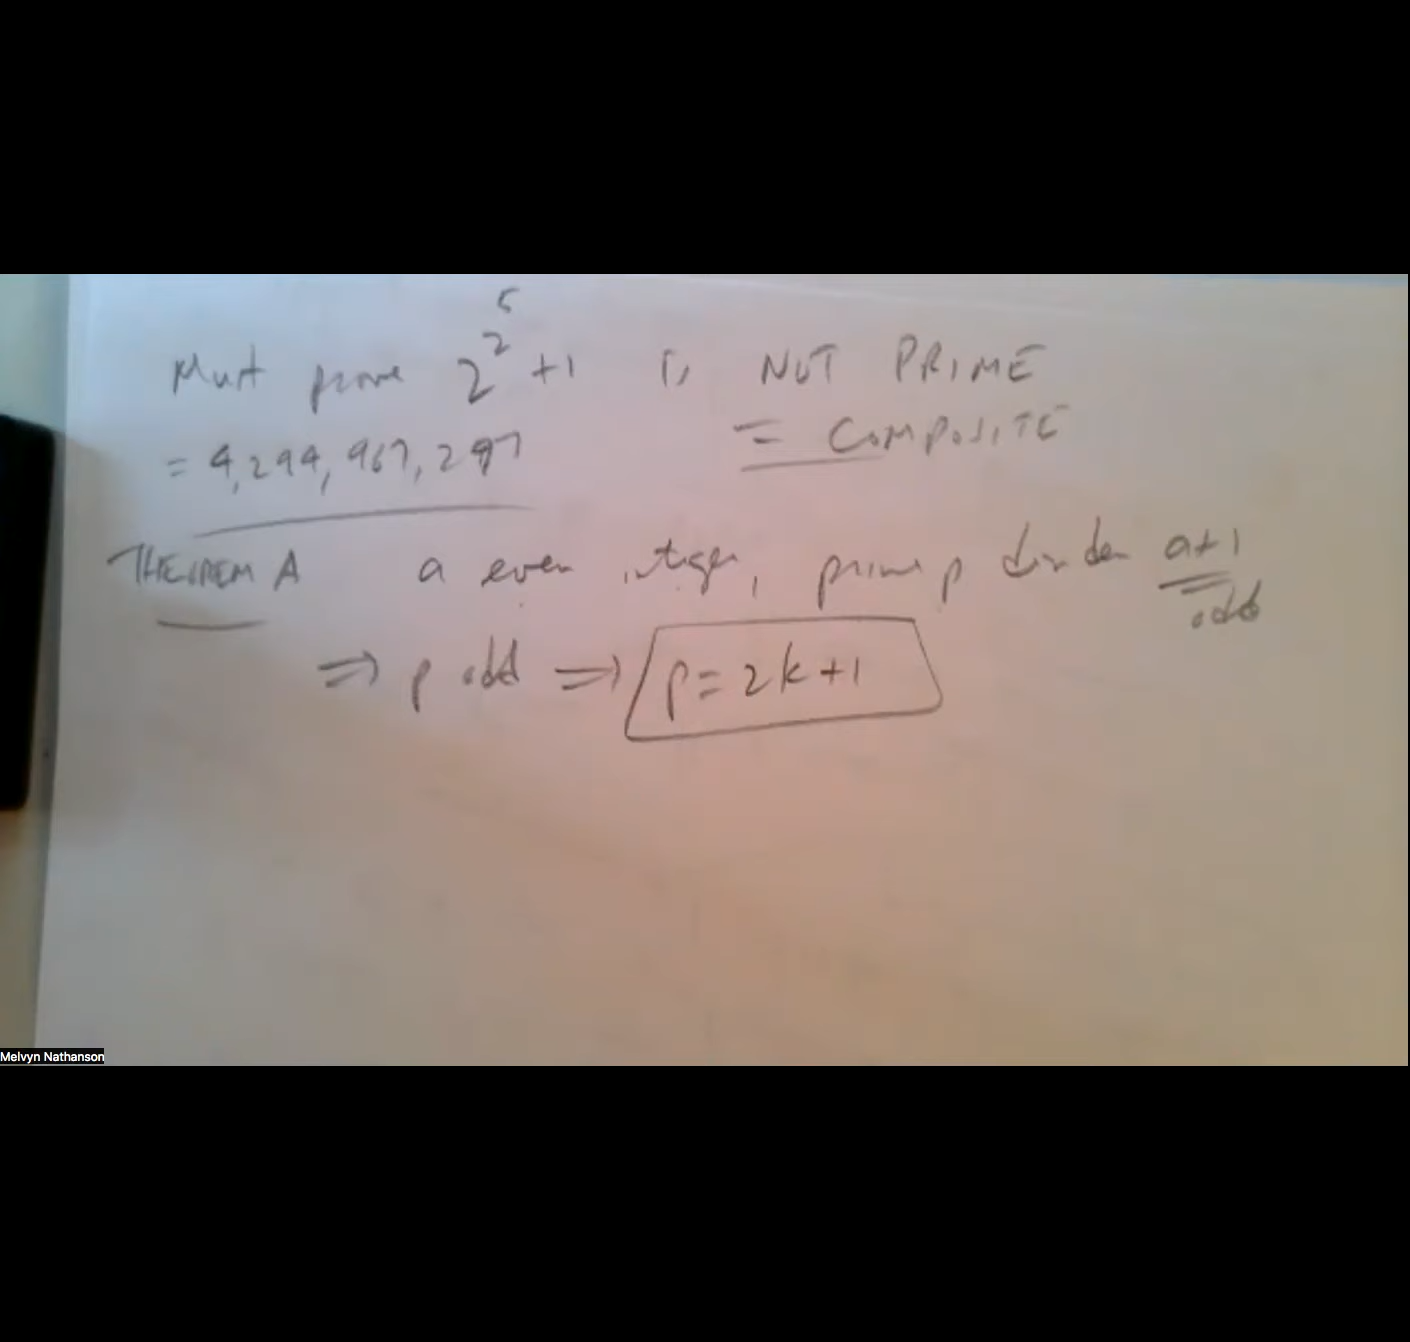 Must prove 2^2^5 + 1 is NOT PRIME
= 4,294,967,297 = COMPOSITE
THEOREM A a even integer, prime p divides a+1
odd
⇒ p odd ⇒ p = 2k+1
Melvyn Nathanson